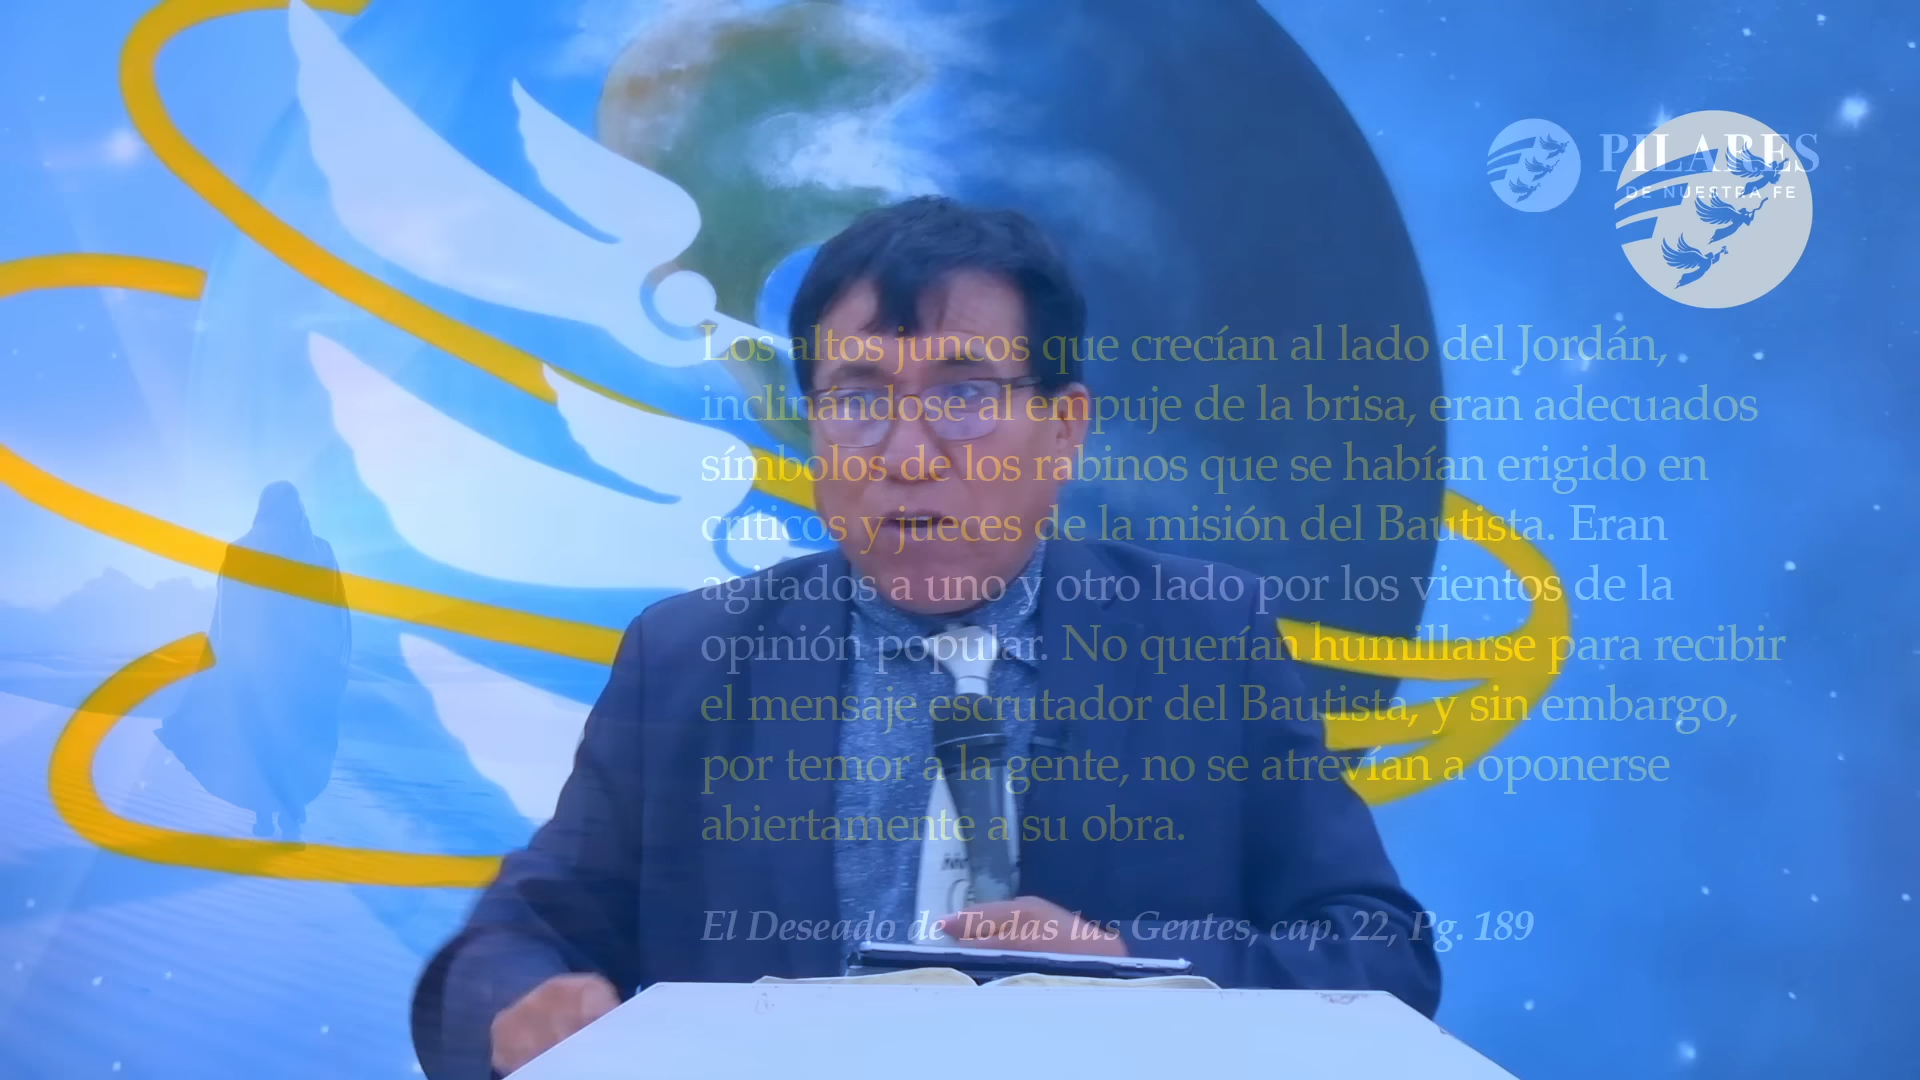 PILARES
DE NUESTRA FE
Los altos juncos que crecían al lado del Jordán,
inclinándose al empuje de la brisa, eran adecuados
símbolos de los rabinos que se habían erigido en
críticos y jueces de la misión del Bautista. Eran
agitados a uno y otro lado por los vientos de la
opinión popular. No querían humillarse para recibir
el mensaje escrutador del Bautista, y sin embargo,
por temor a la gente, no se atrevían a oponerse
abiertamente a su obra.
El Deseado de Todas las Gentes, cap. 22, Pg. 189